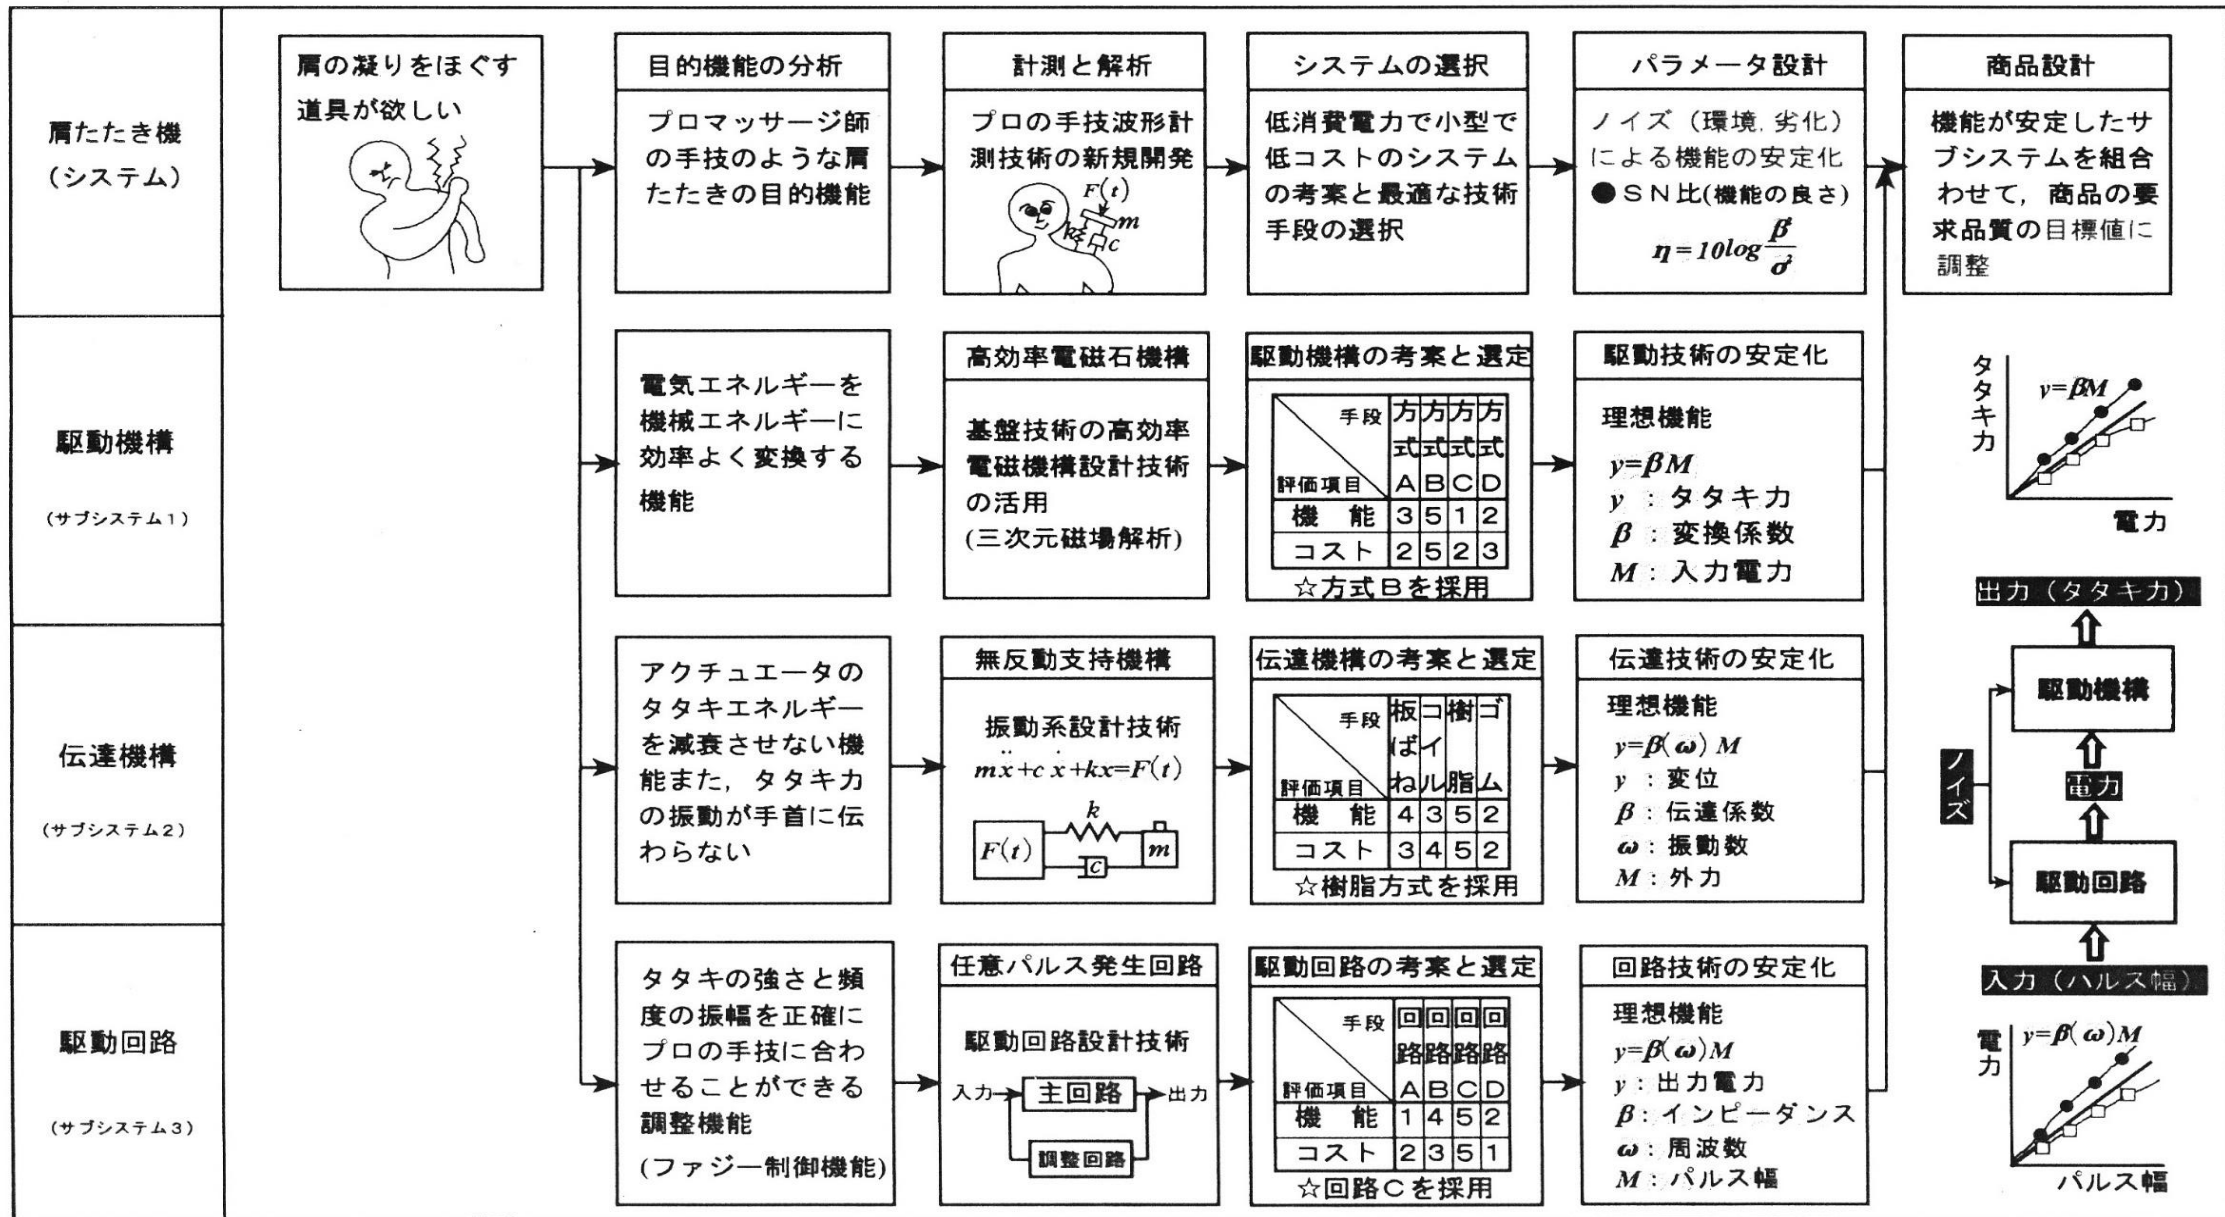 肩たたき機
(システム)
肩の凝りをほぐす
道具が欲しい
目的機能の分析
プロマッサージ師
の手技のような肩
たたきの目的機能
計測と解析
プロの手技波形計
測技術の新規開発
F(t)
m
k
c
システムの選択
低消費電力で小型で
低コストのシステム
の考案と最適な技術
手段の選択
パラメータ設計
ノイズ(環境, 劣化)
による機能の安定化
●SN比(機能の良さ)
η=10log β²/σ²
商品設計
機能が安定したサ
ブシステムを組合
わせて, 商品の要
求品質の目標値に
調整
駆動機構
(サブシステム1)
電気エネルギーを
機械エネルギーに
効率よく変換する
機能
高効率電磁石機構
基盤技術の高効率
電磁機構設計技術
の活用
(三次元磁場解析)
駆動機構の考案と選定
手段 方式A 方式B 方式C 方式D
評価項目
機能 3 5 1 2
コスト 2 5 2 3
☆方式Bを採用
駆動技術の安定化
理想機能
y=βM
y : タタキ力
β : 変換係数
M : 入力電力
タタキ力
y=βM
電力
伝達機構
(サブシステム2)
アクチュエータの
タタキエネルギー
を減衰させない機
能また, タタキ力
の振動が手首に伝
わらない
無反動支持機構
振動系設計技術
mẍ+cẋ+kx=F(t)
k
F(t)
c
m
伝達機構の考案と選定
手段 板ばね コイル 樹脂 ゴム
評価項目
機能 4 3 5 2
コスト 3 4 5 2
☆樹脂方式を採用
伝達技術の安定化
理想機能
y=β(ω) M
y : 変位
β : 伝達係数
ω : 振動数
M : 外力
出力(タタキ力)
駆動機構
電力
ノイズ
駆動回路
入力(ハルス幅)
駆動回路
(サブシステム3)
タタキの強さと頻
度の振幅を正確に
プロの手技に合わ
せることができる
調整機能
(ファジー制御機能)
任意パルス発生回路
駆動回路設計技術
入力 主回路 出力
調整回路
駆動回路の考案と選定
手段 回路A 回路B 回路C 回路D
評価項目
機能 1 4 5 2
コスト 2 3 5 1
☆回路Cを採用
回路技術の安定化
理想機能
y=β(ω)M
y : 出力電力
β : インピーダンス
ω : 周波数
M : パルス幅
電力
y=β(ω)M
パルス幅